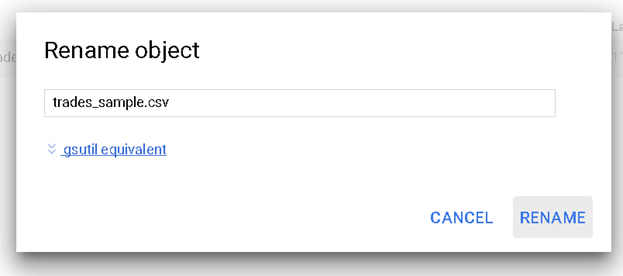 Rename object
trades_sample.csv
gsutil equivalent
CANCEL RENAME